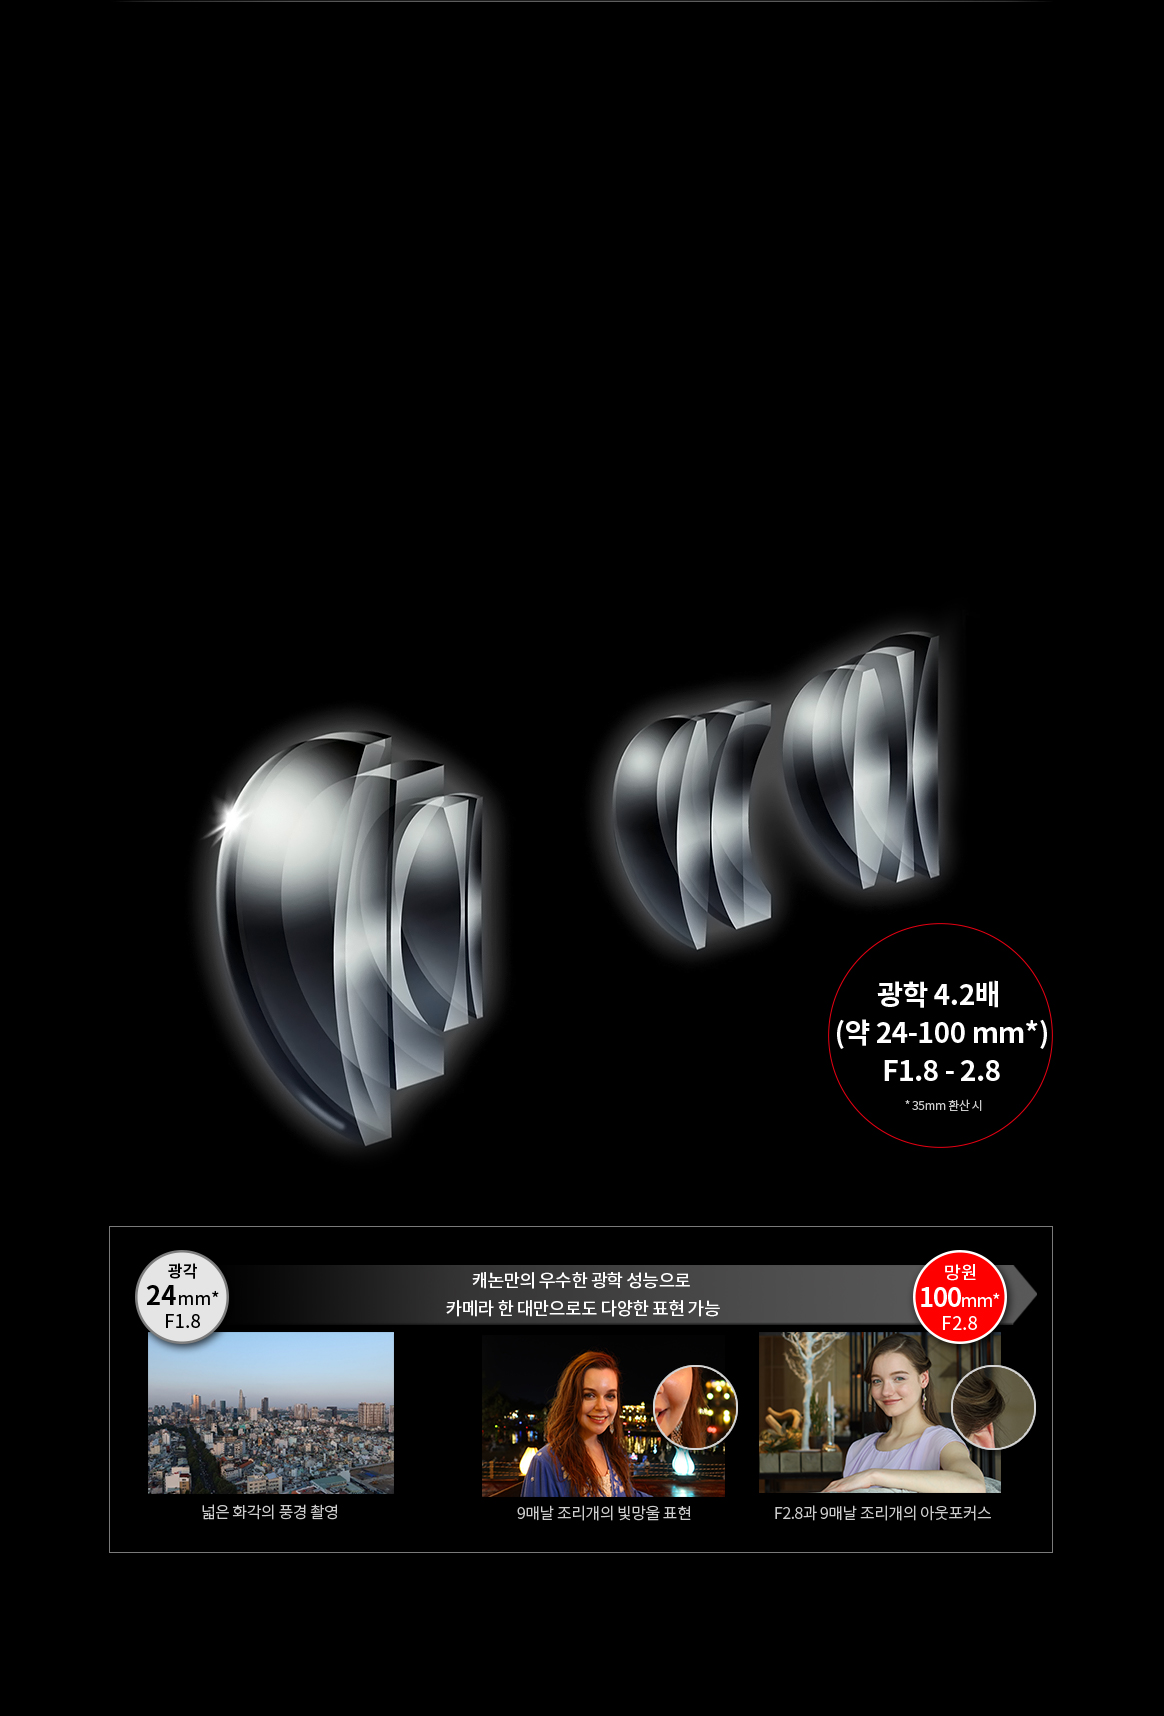 광학 4.2배
(약 24-100 mm*)
F1.8 - 2.8
* 35mm 환산 시
광각
24mm*
F1.8
캐논만의 우수한 광학 성능으로
카메라 한 대만으로도 다양한 표현 가능
망원
100mm*
F2.8
넓은 화각의 풍경 촬영
9매날 조리개의 빛망울 표현
F2.8과 9매날 조리개의 아웃포커스